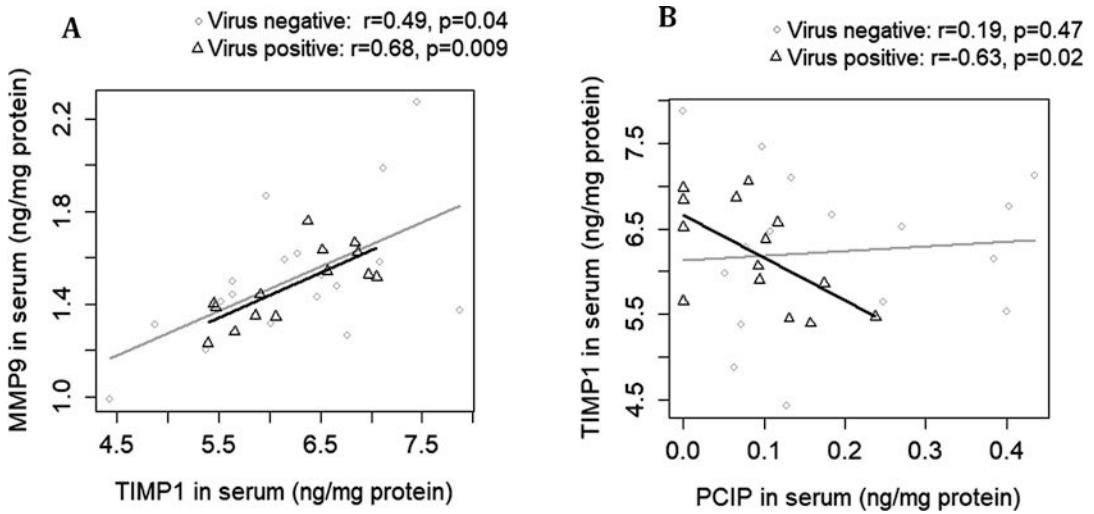 A
◇ Virus negative: r=0.49, p=0.04
△ Virus positive: r=0.68, p=0.009
MMP9 in serum (ng/mg protein)
2.2
1.8
1.4
1.0
4.5 5.5 6.5 7.5
TIMP1 in serum (ng/mg protein)
B
◇ Virus negative: r=0.19, p=0.47
△ Virus positive: r=-0.63, p=0.02
TIMP1 in serum (ng/mg protein)
7.5
6.5
5.5
4.5
0.0 0.1 0.2 0.3 0.4
PCIP in serum (ng/mg protein)